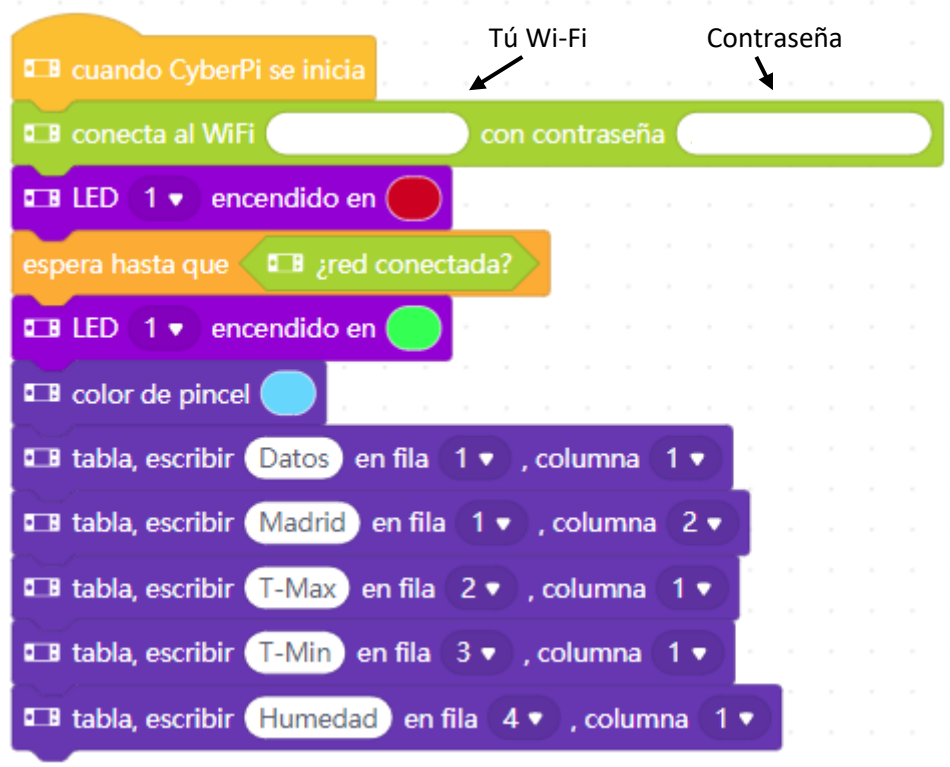 Tú Wi-Fi
Contraseña
cuando CyberPi se inicia
conecta al WiFi con contraseña
LED 1 encendido en
espera hasta que ¿red conectada?
LED 1 encendido en
color de pincel
tabla, escribir Datos en fila 1 , columna 1
tabla, escribir Madrid en fila 1 , columna 2
tabla, escribir T-Max en fila 2 , columna 1
tabla, escribir T-Min en fila 3 , columna 1
tabla, escribir Humedad en fila 4 , columna 1